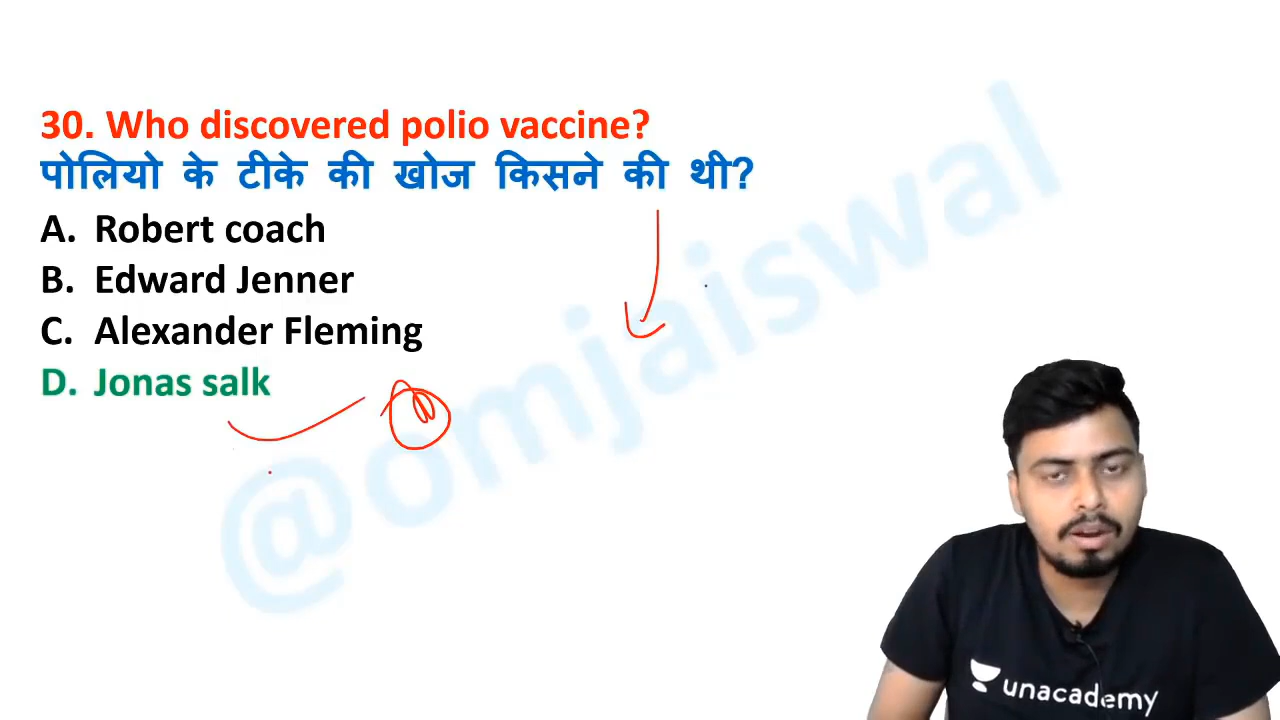 30. Who discovered polio vaccine?
पोलियो के टीके की खोज किसने की थी?
A. Robert coach
B. Edward Jenner
C. Alexander Fleming
D. Jonas salk
@omjaiswal
unacademy